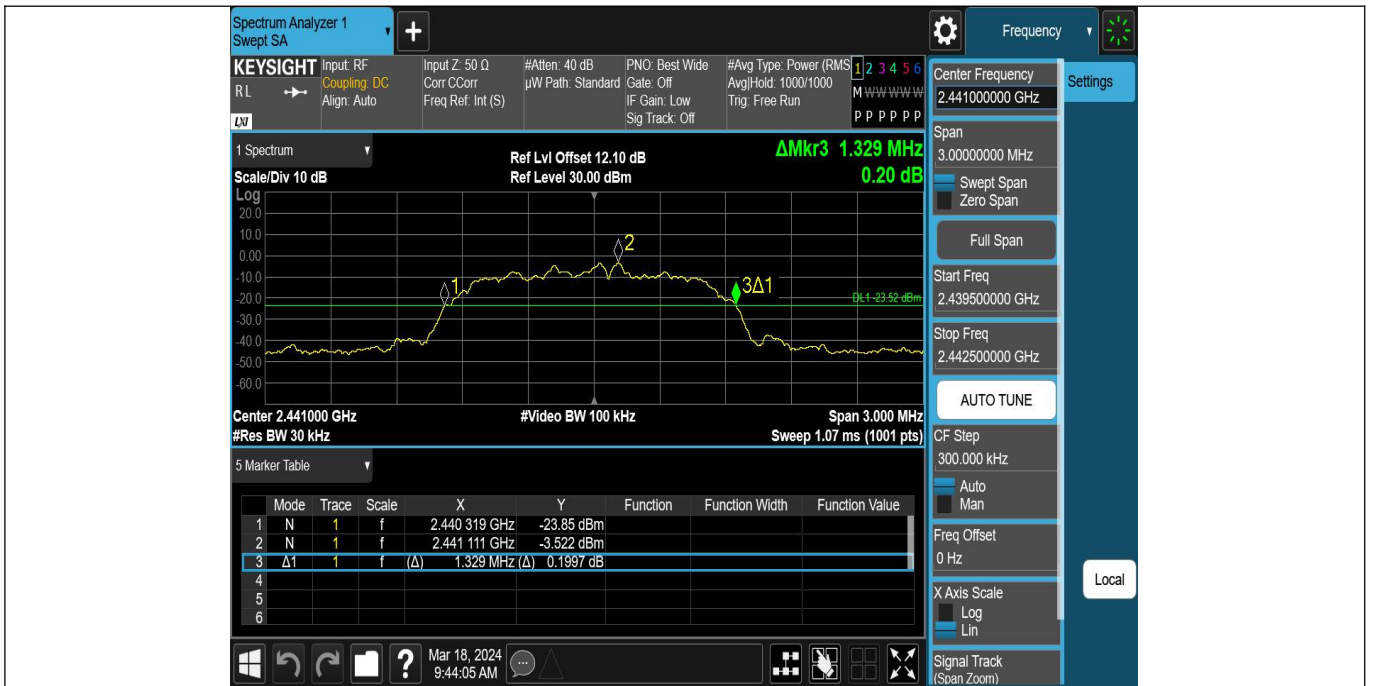 Spectrum Analyzer 1
Swept SA
+
Frequency
KEYSIGHT
RL
LXI
Input: RF
Coupling: DC
Align: Auto
Input Z: 50 Ω
Corr CCorr
Freq Ref: Int (S)
#Atten: 40 dB
µW Path: Standard
PNO: Best Wide
Gate: Off
IF Gain: Low
Sig Track: Off
#Avg Type: Power (RMS
Avg|Hold: 1000/1000
Trig: Free Run
1 2 3 4 5 6
M W W W W W
P P P P P P
1 Spectrum
Scale/Div 10 dB
Ref Lvl Offset 12.10 dB
Ref Level 30.00 dBm
ΔMkr3 1.329 MHz
0.20 dB
Log
20.0
10.0
0.00
-10.0
-20.0
-30.0
-40.0
-50.0
-60.0
1
2
3Δ1
DL1 -23.52 dBm
Center 2.441000 GHz
#Video BW 100 kHz
Span 3.000 MHz
#Res BW 30 kHz
Sweep 1.07 ms (1001 pts)
5 Marker Table
Mode Trace Scale X Y Function Function Width Function Value
1 N 1 f 2.440 319 GHz -23.85 dBm
2 N 1 f 2.441 111 GHz -3.522 dBm
3 Δ1 1 f (Δ) 1.329 MHz (Δ) 0.1997 dB
4
5
6
?
Mar 18, 2024
9:44:05 AM
Center Frequency
2.441000000 GHz
Settings
Span
3.00000000 MHz
Swept Span
Zero Span
Full Span
Start Freq
2.439500000 GHz
Stop Freq
2.442500000 GHz
AUTO TUNE
CF Step
300.000 kHz
Auto
Man
Freq Offset
0 Hz
Local
X Axis Scale
Log
Lin
Signal Track
(Span Zoom)